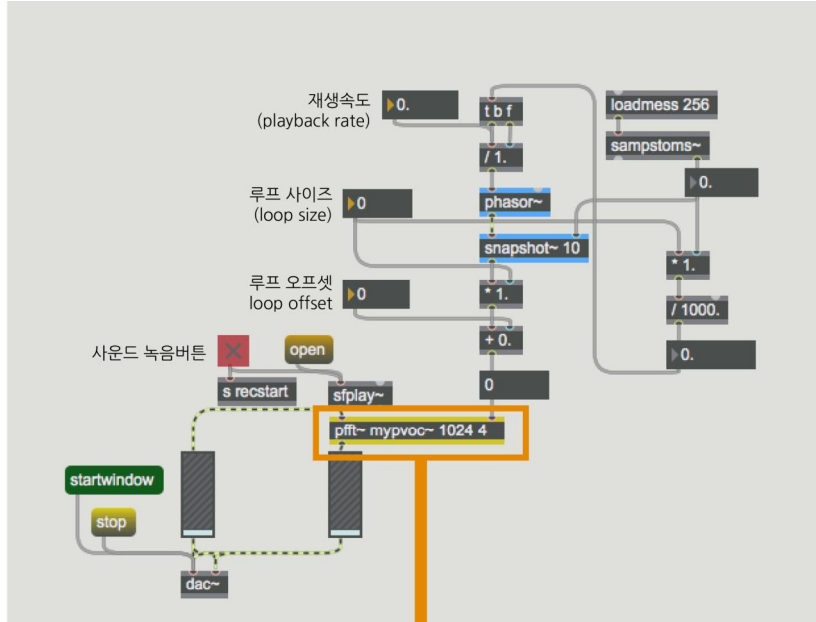 재생속도
(playback rate)
0.
t b f
loadmess 256
/ 1.
sampstoms~
0.
루프 사이즈
(loop size)
0
phasor~
snapshot~ 10
* 1.
루프 오프셋
loop offset
0
* 1.
/ 1000.
+ 0.
0.
사운드 녹음버튼
open
s recstart
sfplay~
0
pfft~ mypvoc~ 1024 4
startwindow
stop
dac~